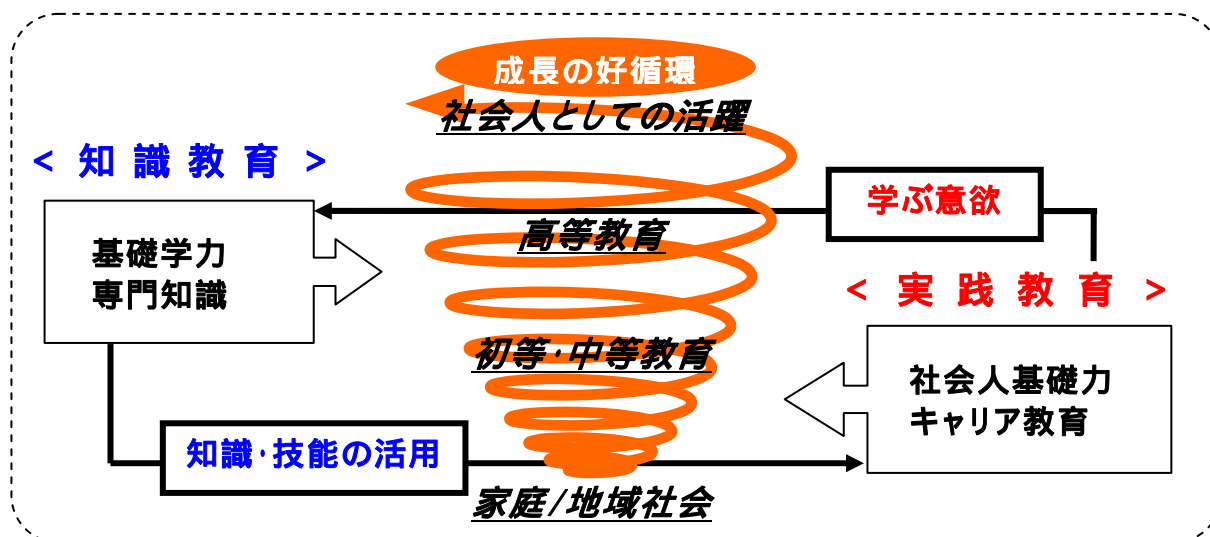 成長の好循環
社会人としての活躍
< 知 識 教 育 >
学ぶ意欲
高等教育
基礎学力
専門知識
< 実 践 教 育 >
初等・中等教育
社会人基礎力
キャリア教育
知識・技能の活用
家庭/地域社会